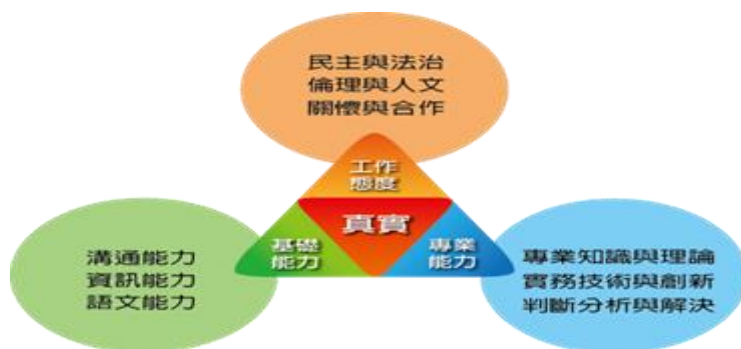 民主與法治
倫理與人文
關懷與合作
工作
態度
真實
基礎
能力
專業
能力
溝通能力
資訊能力
語文能力
專業知識與理論
實務技術與創新
判斷分析與解決